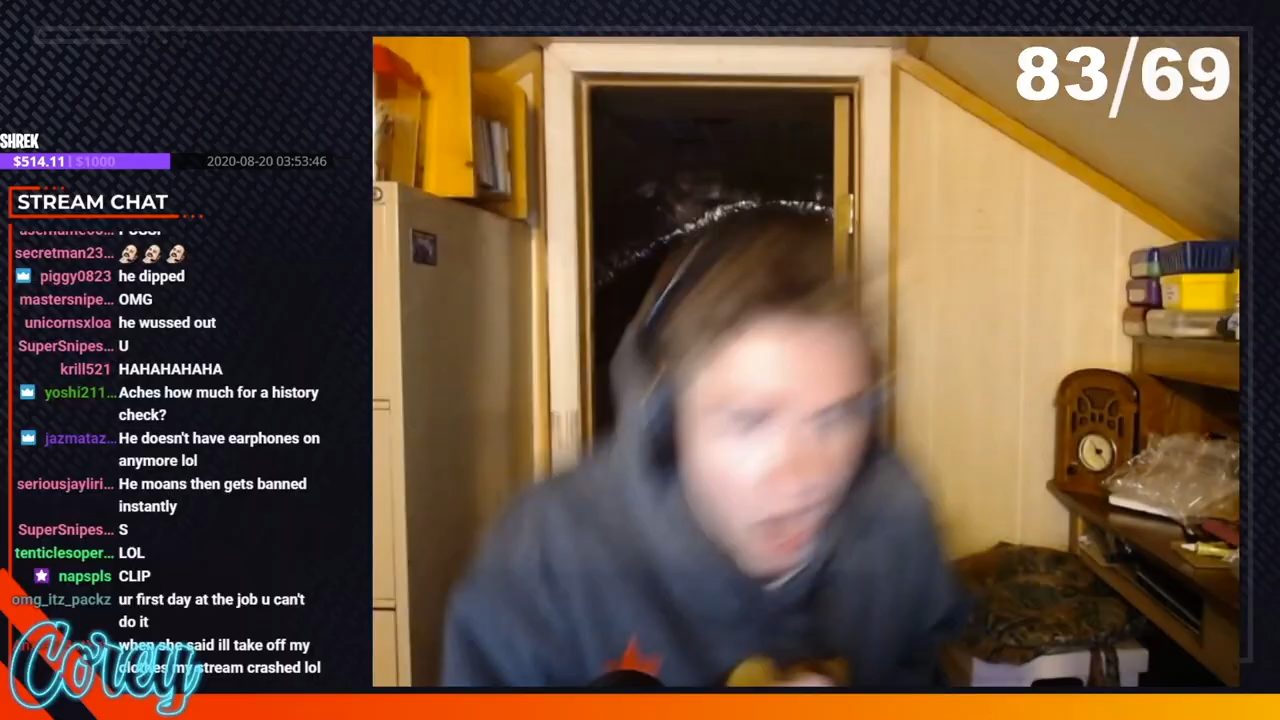 83/69
SHREK
$514.11 | $1000
2020-08-20 03:53:46
STREAM CHAT
secretman23...
piggy0823 he dipped
mastersnipe... OMG
unicornsxloa he wussed out
SuperSnipes... U
krill521 HAHAHAHAHA
yoshi211... Aches how much for a history
check?
jazmataz... He doesn't have earphones on
anymore lol
seriousjayliri... He moans then gets banned
instantly
SuperSnipes... S
tenticlesoper... LOL
napspls CLIP
omg_itz_packz ur first day at the job u can't
do it
when she said ill take off my
clothes my stream crashed lol
Corey